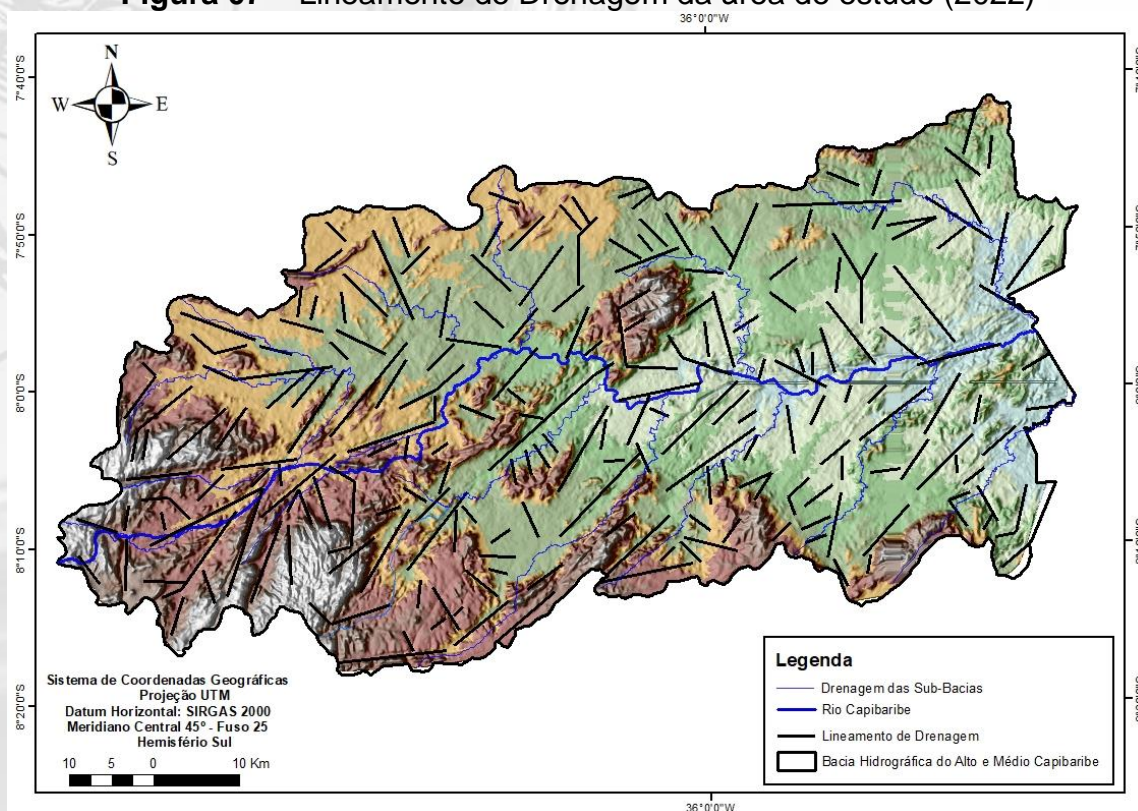 Figura 07 – Lineamento de Drenagem da área de estudo (2022)
36°0'0"W
7°40'0"S
N
W
E
S
7°50'0"S
8°0'0"S
8°10'0"S
8°20'0"S
Sistema de Coordenadas Geográficas
Projeção UTM
Datum Horizontal: SIRGAS 2000
Meridiano Central 45º - Fuso 25
Hemisfério Sul
10 5 0 10 Km
Legenda
Drenagem das Sub-Bacias
Rio Capibaribe
Lineamento de Drenagem
Bacia Hidrográfica do Alto e Médio Capibaribe
36°0'0"W